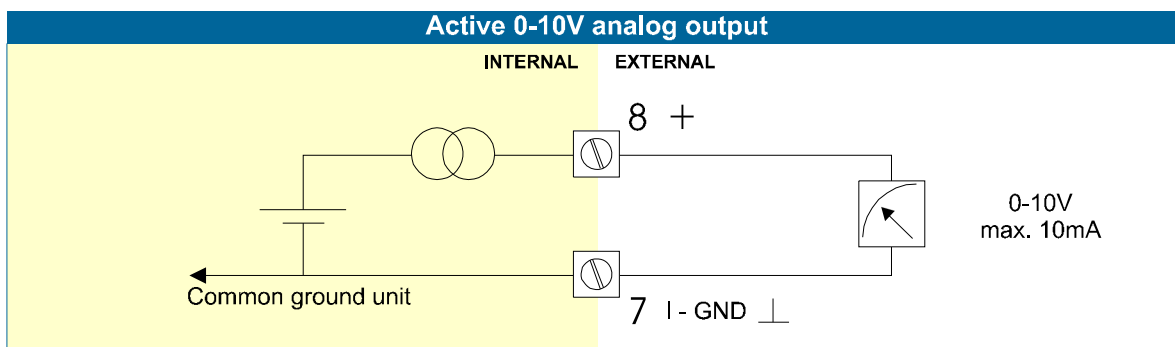 Active 0-10V analog output
INTERNAL EXTERNAL
8 +
0-10V
max. 10mA
Common ground unit
7 I - GND ⊥